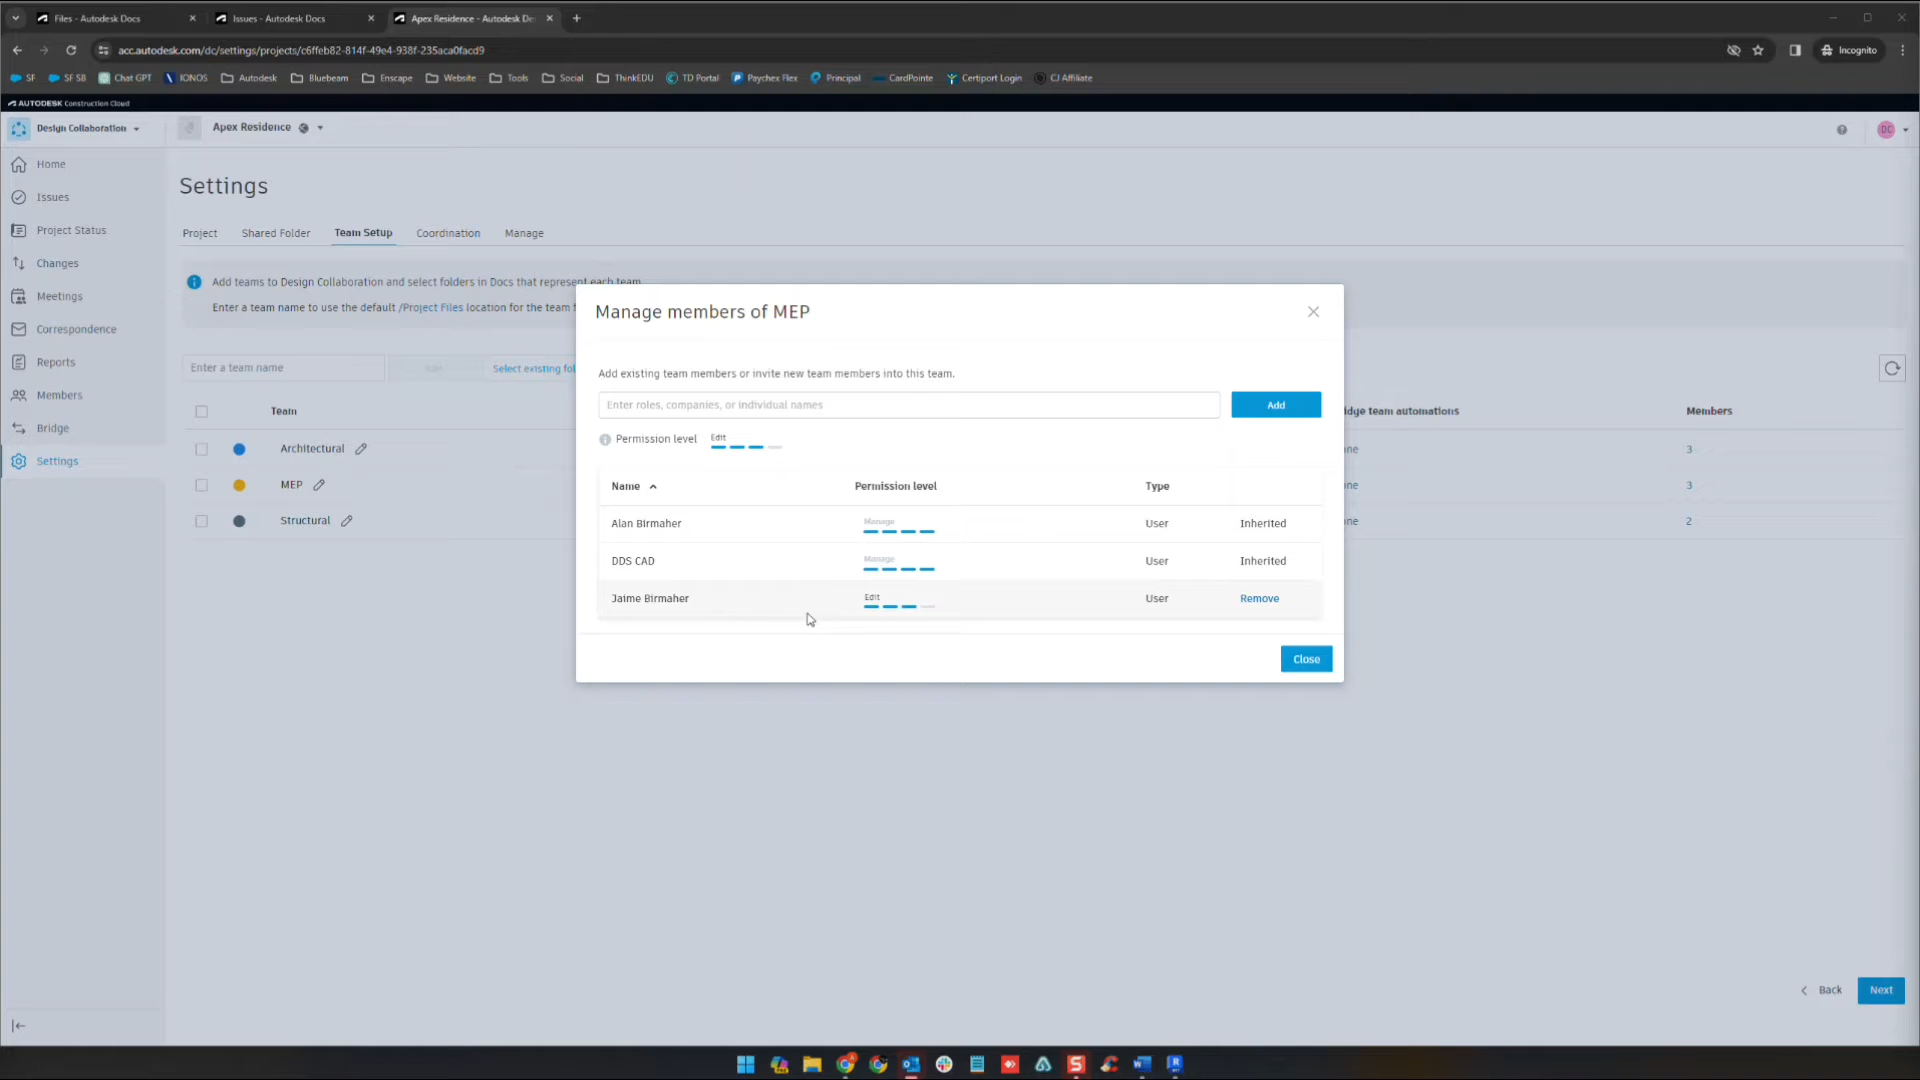 Files - Autodesk Docs
Issues - Autodesk Docs
Apex Residence - Autodesk De
acc.autodesk.com/dc/settings/projects/c6ffeb82-814f-49e4-938f-235aca0facd9
Incognito
SF
SF SB
Chat GPT
IONOS
Autodesk
Bluebeam
Enscape
Website
Tools
Social
ThinkEDU
TD Portal
Paychex Flex
Principal
CardPointe
Certiport Login
CJ Affiliate
AUTODESK Construction Cloud
Design Collaboration
Apex Residence
DC
Home
Issues
Project Status
Changes
Meetings
Correspondence
Reports
Members
Bridge
Settings
Settings
Project
Shared Folder
Team Setup
Coordination
Manage
Add teams to Design Collaboration and select folders in Docs that represent each team.
Enter a team name to use the default /Project Files location for the team f
Enter a team name
Select existing fol
Team
dge team automations
Members
Architectural
ne
3
MEP
ne
3
Structural
ne
2
Manage members of MEP
Add existing team members or invite new team members into this team.
Enter roles, companies, or individual names
Add
Permission level
Edit
Name
Permission level
Type
Alan Birmaher
Manage
User
Inherited
DDS CAD
Manage
User
Inherited
Jaime Birmaher
Edit
User
Remove
Close
Back
Next